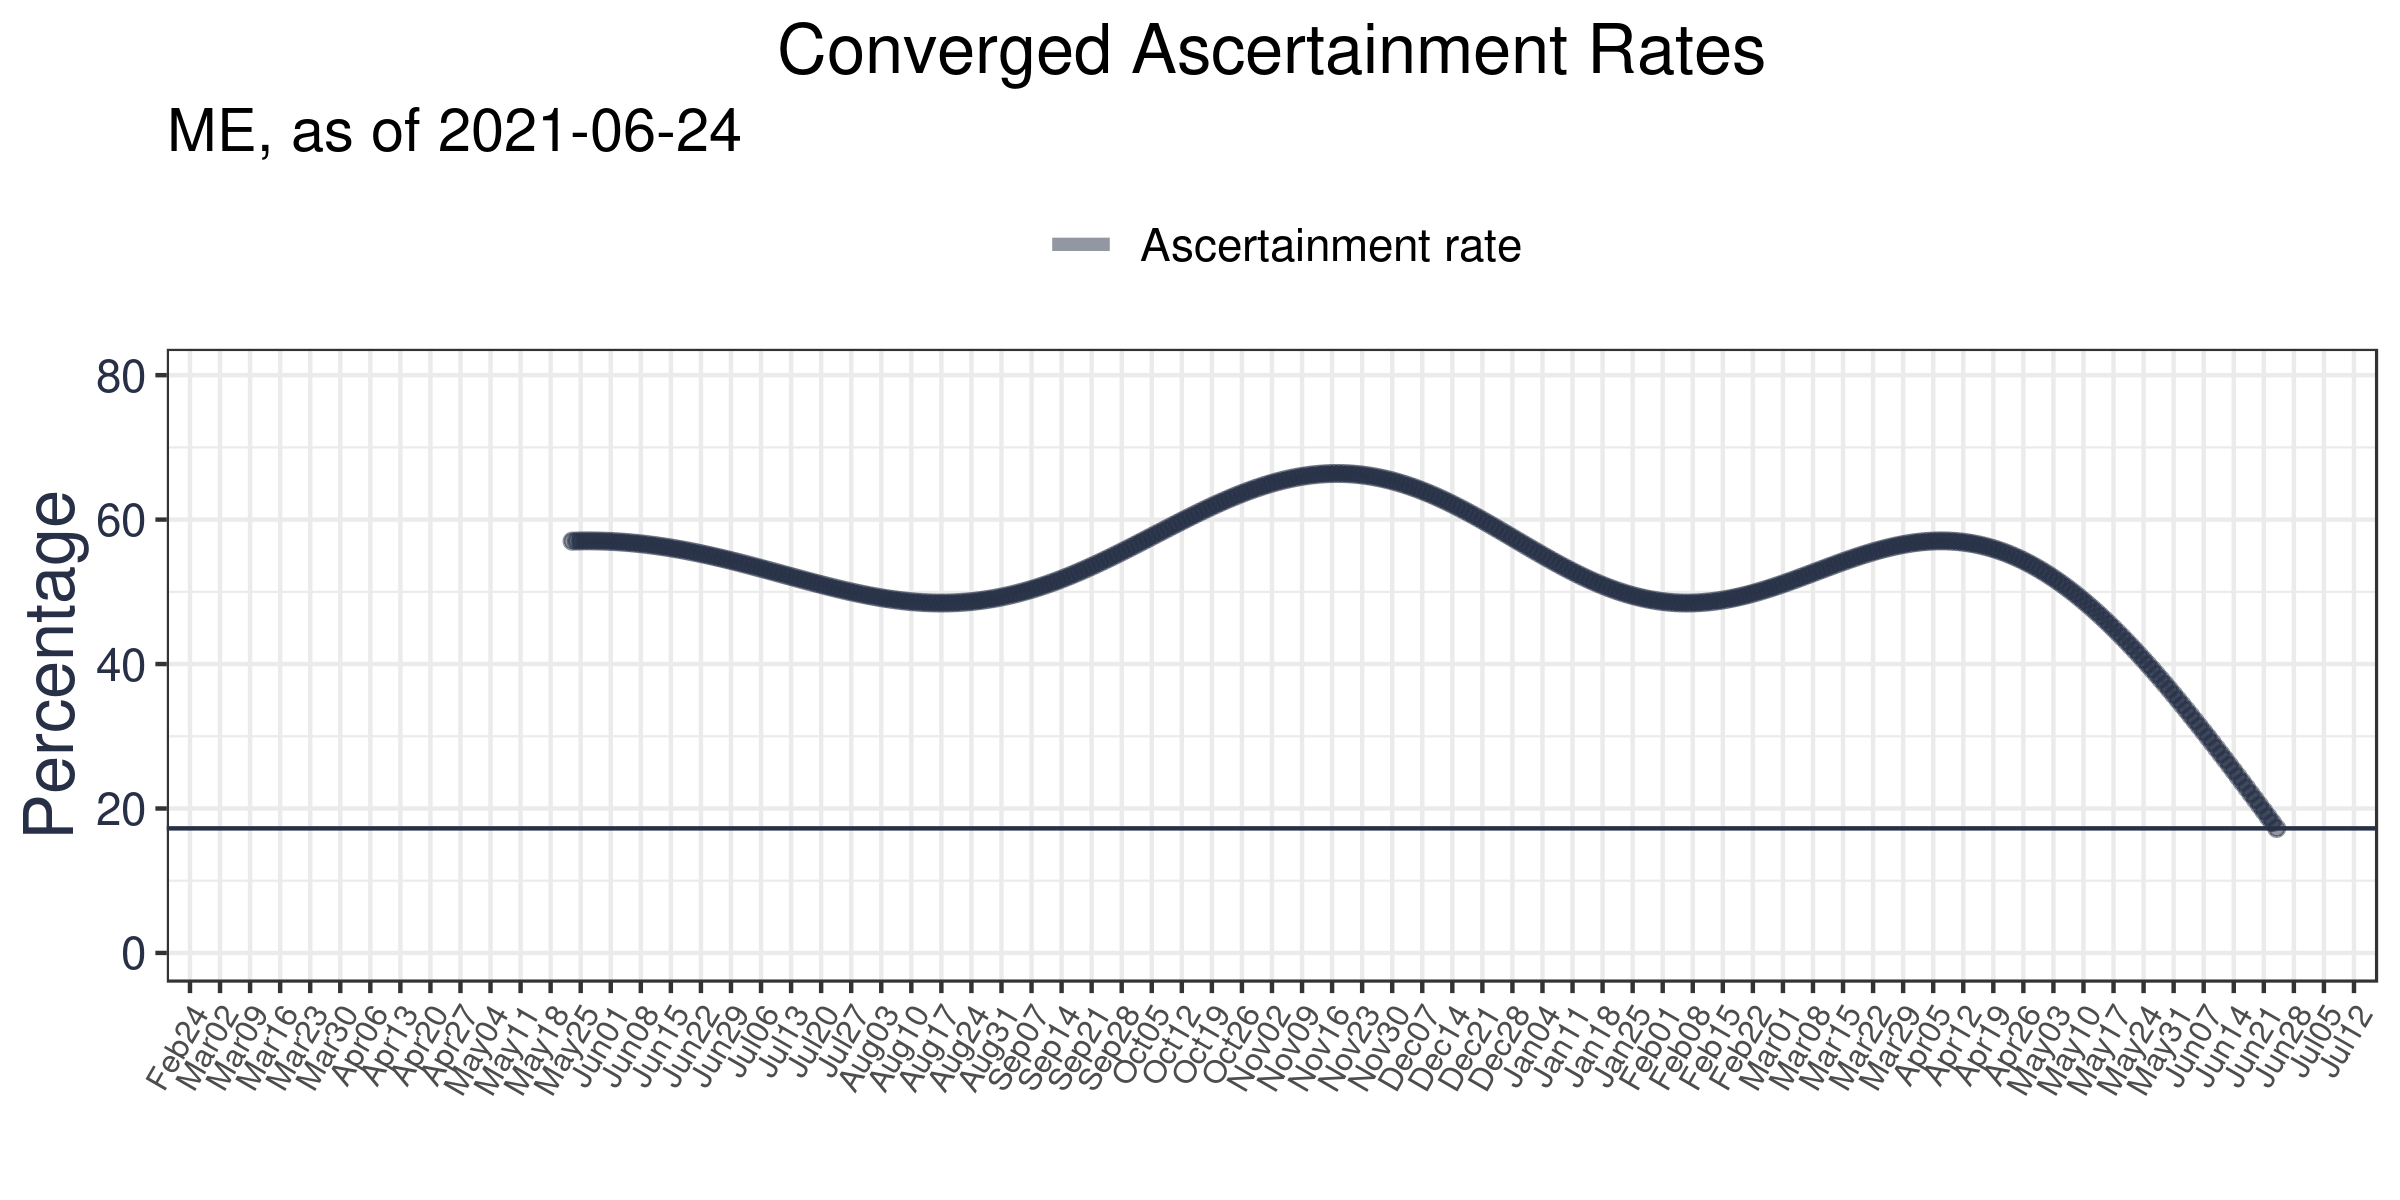 Converged Ascertainment Rates
ME, as of 2021-06-24
Ascertainment rate
Percentage
80
60
40
20
0
Feb24
Mar02
Mar09
Mar16
Mar23
Mar30
Apr06
Apr13
Apr20
Apr27
May04
May11
May18
May25
Jun01
Jun08
Jun15
Jun22
Jun29
Jul06
Jul13
Jul20
Jul27
Aug03
Aug10
Aug17
Aug24
Aug31
Sep07
Sep14
Sep21
Sep28
Oct05
Oct12
Oct19
Oct26
Nov02
Nov09
Nov16
Nov23
Nov30
Dec07
Dec14
Dec21
Dec28
Jan04
Jan11
Jan18
Jan25
Feb01
Feb08
Feb15
Feb22
Mar01
Mar08
Mar15
Mar22
Mar29
Apr05
Apr12
Apr19
Apr26
May03
May10
May17
May24
May31
Jun07
Jun14
Jun21
Jun28
Jul05
Jul12